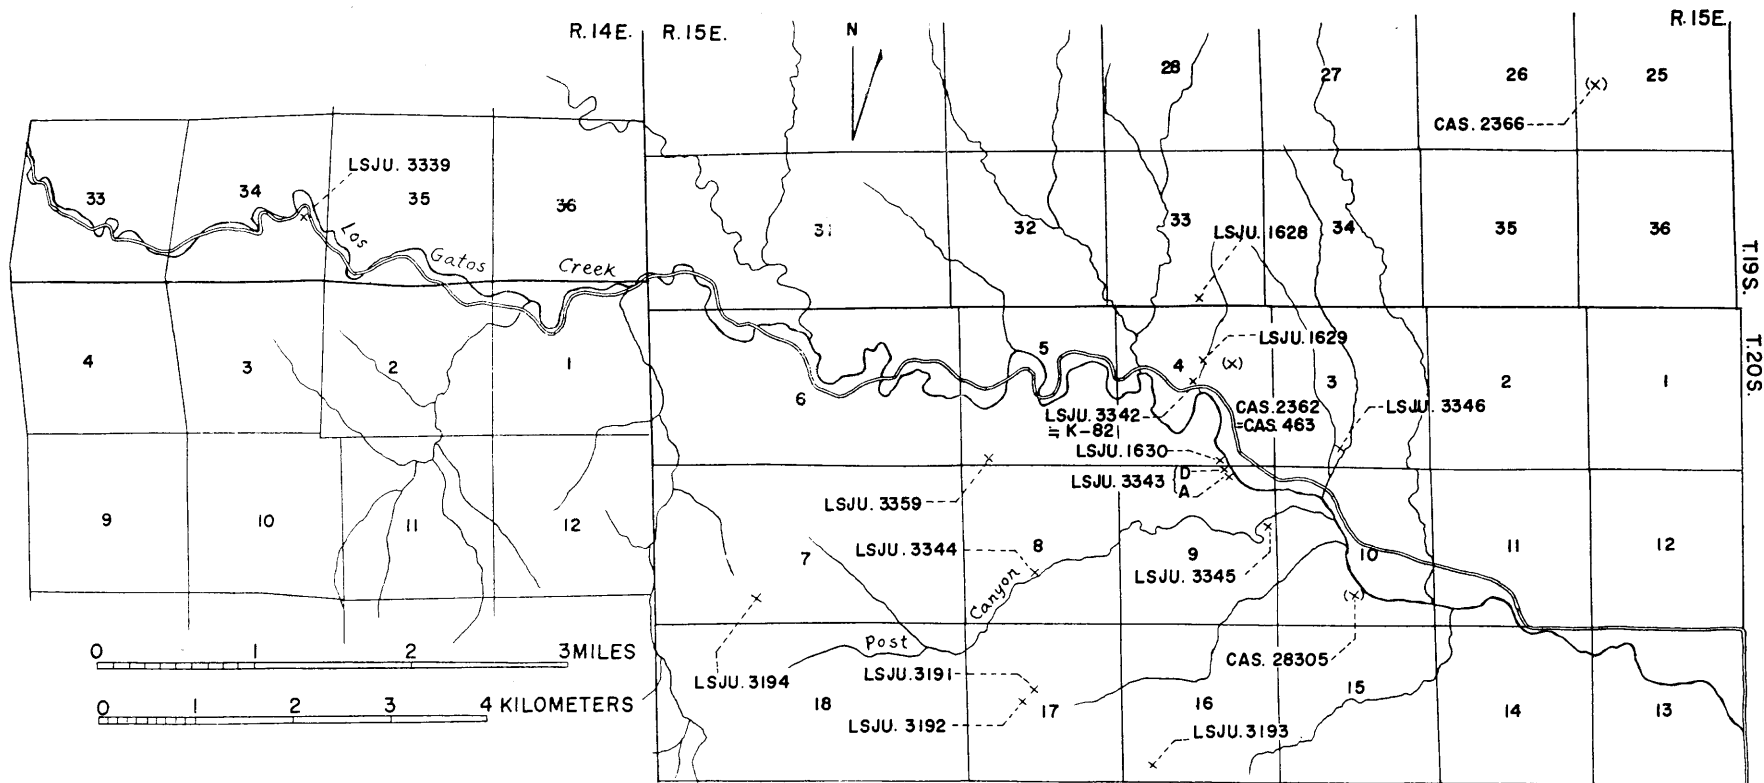 R.14E. R.15E.
N
R.15E.
28
27
26
25
CAS. 2366
(×)
LSJU. 3339
33
34
35
36
31
32
33
34
35
36
Los Gatos Creek
LSJU. 1628
T.19S.
T.20S.
4
3
2
1
6
5
4
3
2
1
LSJU. 1629
(×)
LSJU. 3342
= K-82
CAS. 2362
=CAS. 463
LSJU. 3346
LSJU. 1630
LSJU. 3343 { D
A
LSJU. 3359
9
10
11
12
7
8
9
10
11
12
LSJU. 3344
LSJU. 3345
(×)
Post Canyon
CAS. 28305
LSJU. 3194
LSJU. 3191
LSJU. 3192
18
17
16
15
14
13
LSJU. 3193
0 1 2 3 MILES
0 1 2 3 4 KILOMETERS